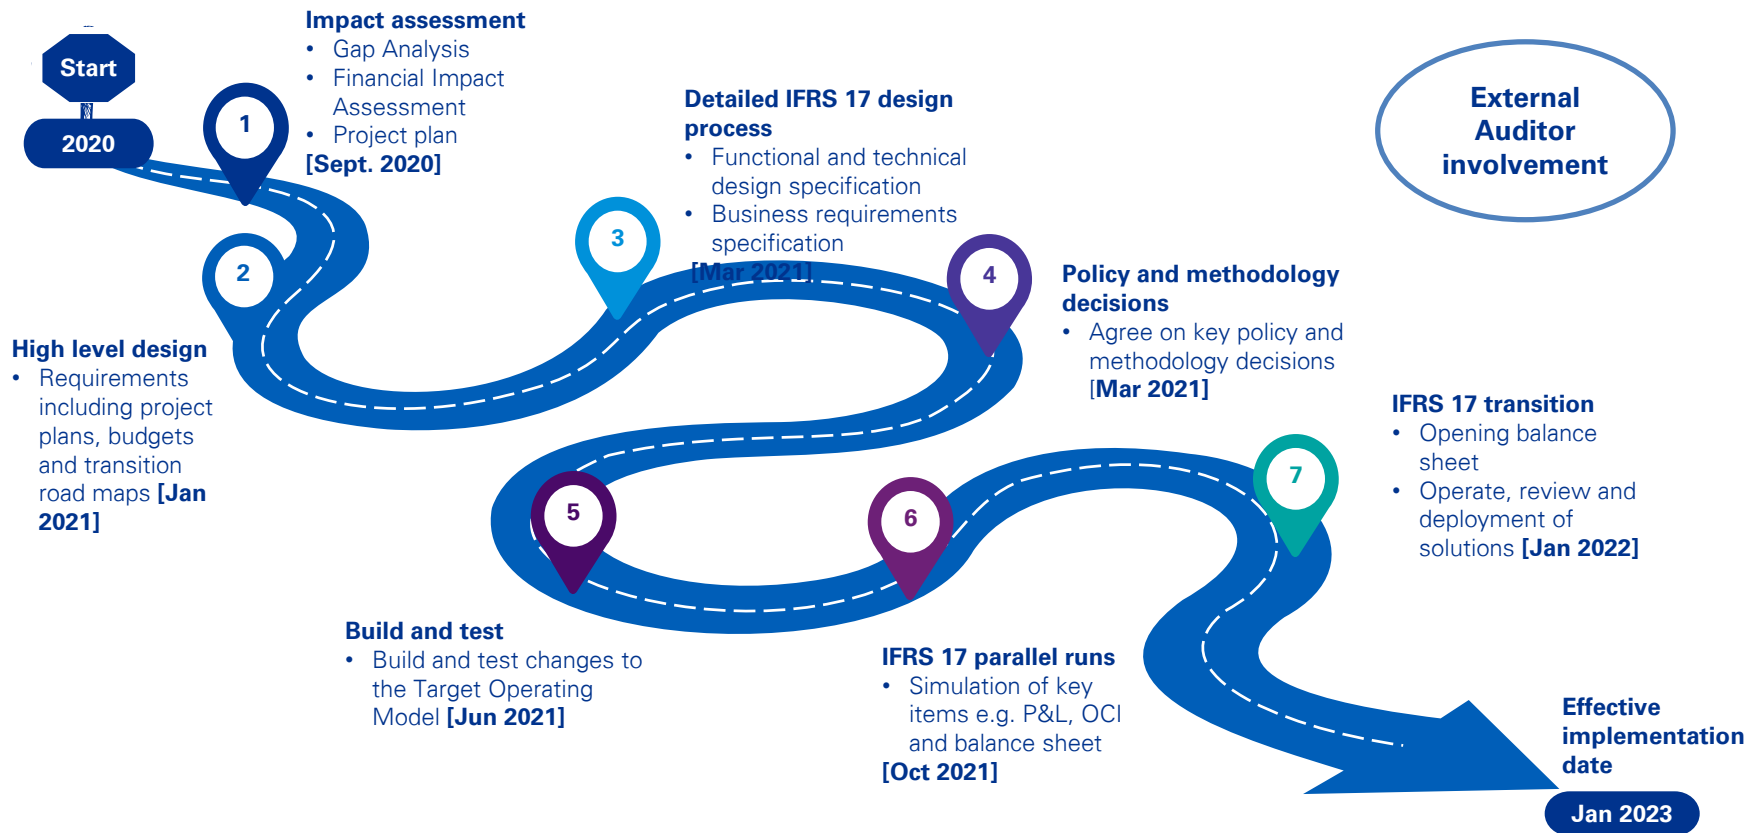 Start
2020
1
Impact assessment
• Gap Analysis
• Financial Impact
Assessment
• Project plan
[Sept. 2020]
2
High level design
• Requirements
including project
plans, budgets
and transition
road maps [Jan
2021]
3
Detailed IFRS 17 design
process
• Functional and technical
design specification
• Business requirements
specification
[Mar 2021]
4
Policy and methodology
decisions
• Agree on key policy and
methodology decisions
[Mar 2021]
External
Auditor
involvement
5
Build and test
• Build and test changes to
the Target Operating
Model [Jun 2021]
6
IFRS 17 parallel runs
• Simulation of key
items e.g. P&L, OCI
and balance sheet
[Oct 2021]
7
IFRS 17 transition
• Opening balance
sheet
• Operate, review and
deployment of
solutions [Jan 2022]
Effective
implementation
date
Jan 2023